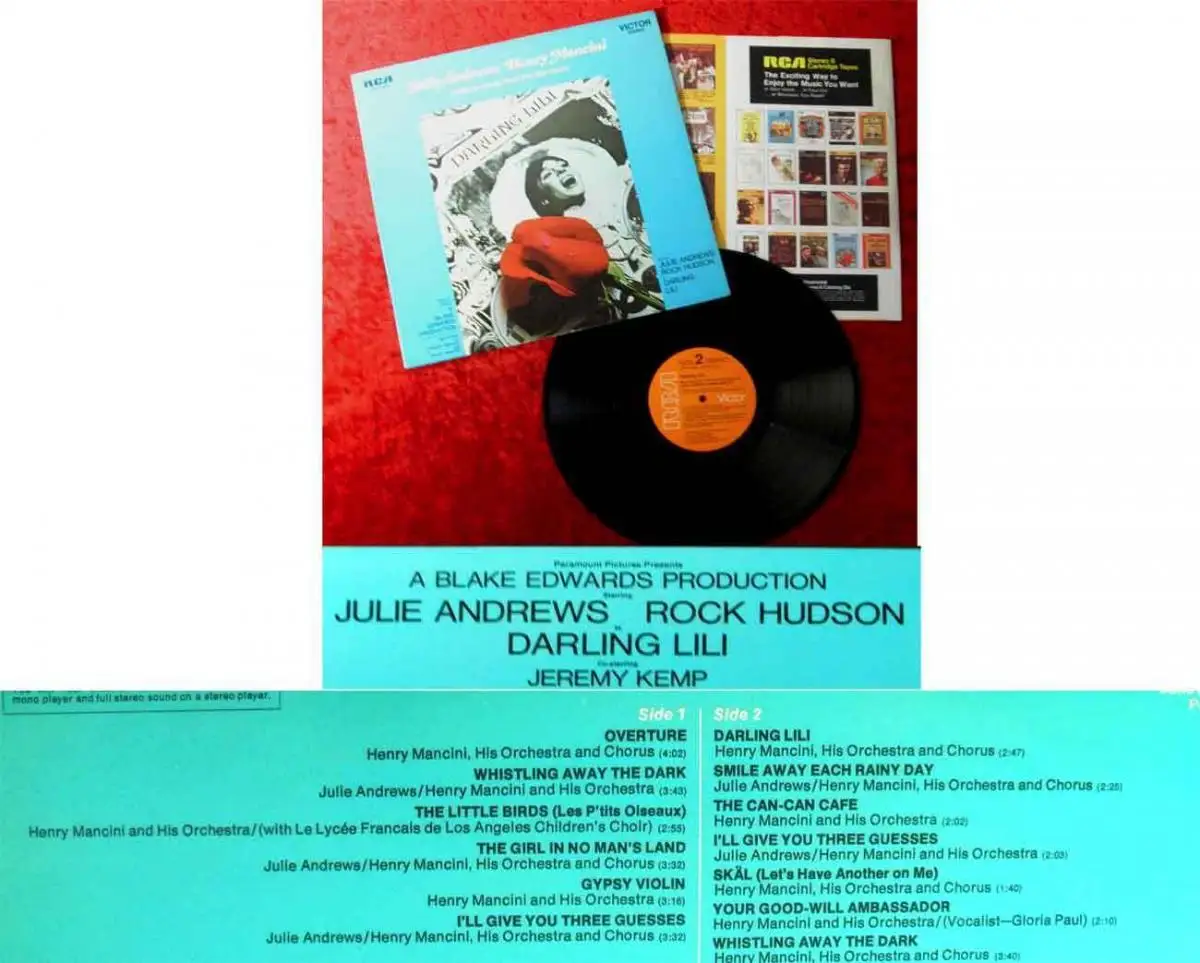 RCA
VICTOR
STEREO
Henry Mancini
DARLING LILI
JULIE ANDREWS
ROCK HUDSON
DARLING
LILI
RCA Stereo 8
Cartridge Tapes
The Exciting Way to
Enjoy the Music You Want
2
RCA
Victor
Paramount Pictures Presents
A BLAKE EDWARDS PRODUCTION
Starring
JULIE ANDREWS ROCK HUDSON
DARLING LILI
Co-starring
JEREMY KEMP
mono player and full stereo sound on a stereo player.
Side 1
OVERTURE
Henry Mancini, His Orchestra and Chorus (4:02)
WHISTLING AWAY THE DARK
Julie Andrews/Henry Mancini, His Orchestra and Chorus (3:43)
THE LITTLE BIRDS (Les P'tits Oiseaux)
Henry Mancini and His Orchestra/(with Le Lycée Francais de Los Angeles Children's Choir) (2:55)
THE GIRL IN NO MAN'S LAND
Julie Andrews/Henry Mancini, His Orchestra and Chorus (3:32)
GYPSY VIOLIN
Henry Mancini and His Orchestra (3:16)
I'LL GIVE YOU THREE GUESSES
Julie Andrews/Henry Mancini, His Orchestra and Chorus (3:32)
Side 2
DARLING LILI
Henry Mancini, His Orchestra and Chorus (2:47)
SMILE AWAY EACH RAINY DAY
Julie Andrews/Henry Mancini, His Orchestra and Chorus (2:25)
THE CAN-CAN CAFE
Henry Mancini and His Orchestra (2:02)
I'LL GIVE YOU THREE GUESSES
Julie Andrews/Henry Mancini and His Orchestra (2:03)
SKÄL (Let's Have Another on Me)
Henry Mancini, His Orchestra and Chorus (1:40)
YOUR GOOD-WILL AMBASSADOR
Henry Mancini and His Orchestra/(Vocalist—Gloria Paul) (2:10)
WHISTLING AWAY THE DARK
Henry Mancini, His Orchestra and Chorus (3:40)